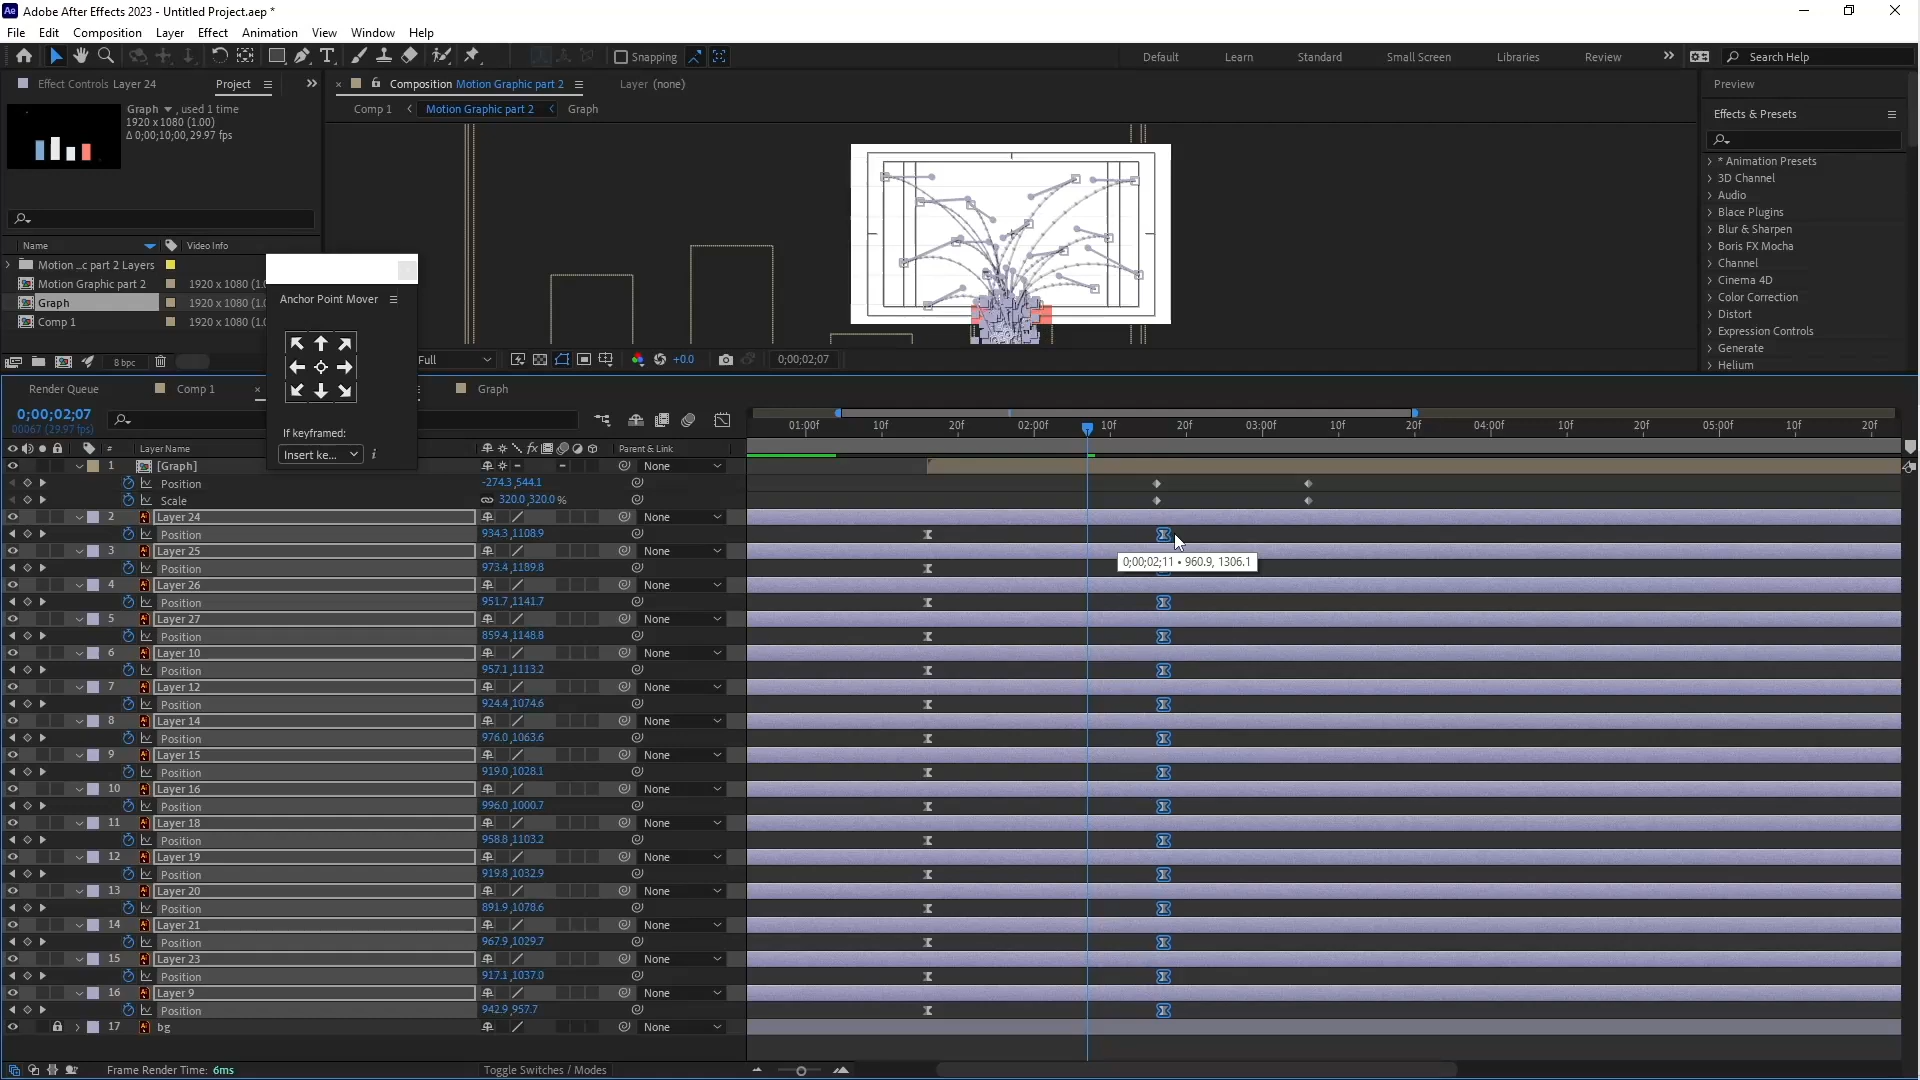 Adobe After Effects 2023 - Untitled Project.aep *
File Edit Composition Layer Effect Animation View Window Help
Snapping Default Learn Standard Small Screen Libraries Review Search Help
Effect Controls Layer 24 Project Composition Motion Graphic part 2 Layer (none) Preview
Graph , used 1 time
1920 x 1080 (1.00)
Δ 0;00;10;00, 29.97 fps
Comp 1 Motion Graphic part 2 Graph
Effects & Presets
* Animation Presets
3D Channel
Audio
Blace Plugins
Blur & Sharpen
Boris FX Mocha
Channel
Cinema 4D
Color Correction
Distort
Expression Controls
Generate
Helium
Name Video Info
Motion _c part 2 Layers
Motion Graphic part 2 1920 x 1080 (1.0
Graph 1920 x 1080 (1.0
Comp 1 1920 x 1080 (1.0
Anchor Point Mover
If keyframed:
Insert ke... i
8 bpc
Full +0.0 0;00;02;07
Render Queue Comp 1 Graph
0;00;02;07
00067 (29.97 fps)
01:00f 10f 20f 02:00f 10f 20f 03:00f 10f 20f 04:00f 10f 20f 05:00f 10f 20f
# Layer Name fx Parent & Link
1 [Graph] None
Position -274.3,544.1
Scale 320.0,320.0 %
2 Layer 24 None
Position 934.3,1108.9
3 Layer 25 None
0;00;02;11 • 960.9, 1306.1
Position 973.4,1189.8
4 Layer 26 None
Position 951.7,1141.7
5 Layer 27 None
Position 859.4,1148.8
6 Layer 10 None
Position 957.1,1113.2
7 Layer 12 None
Position 924.4,1074.6
8 Layer 14 None
Position 976.0,1063.6
9 Layer 15 None
Position 919.0,1028.1
10 Layer 16 None
Position 996.0,1000.7
11 Layer 18 None
Position 958.8,1103.2
12 Layer 19 None
Position 919.8,1032.9
13 Layer 20 None
Position 891.9,1078.6
14 Layer 21 None
Position 967.9,1029.7
15 Layer 23 None
Position 917.1,1037.0
16 Layer 9 None
Position 942.9,957.7
17 bg None
Frame Render Time: 6ms Toggle Switches / Modes